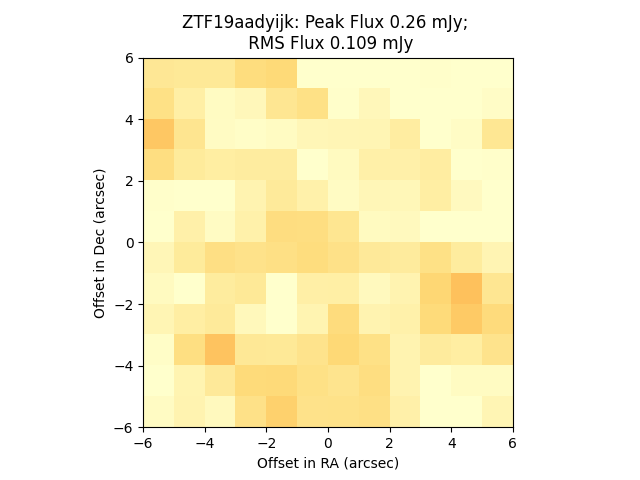 ZTF19aadyijk: Peak Flux 0.26 mJy;
RMS Flux 0.109 mJy
6
4
2
0
−2
−4
−6
Offset in Dec (arcsec)
−6 −4 −2 0 2 4 6
Offset in RA (arcsec)